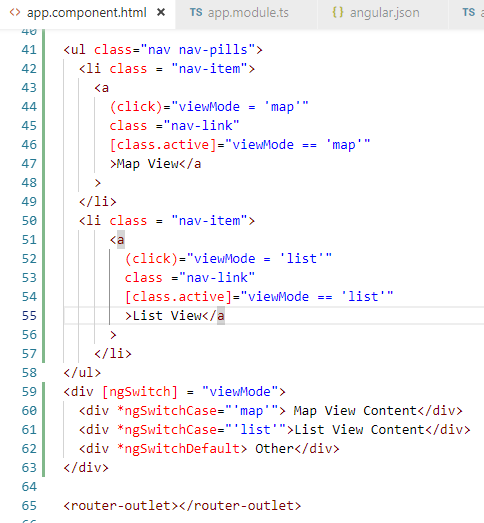 app.component.html × TS app.module.ts {} angular.json TS
40
41 <ul class="nav nav-pills">
42 <li class = "nav-item">
43 <a
44 (click)="viewMode = 'map'"
45 class ="nav-link"
46 [class.active]="viewMode == 'map'"
47 >Map View</a
48 >
49 </li>
50 <li class = "nav-item">
51 <a
52 (click)="viewMode = 'list'"
53 class ="nav-link"
54 [class.active]="viewMode == 'list'"
55 >List View</a
56 >
57 </li>
58 </ul>
59 <div [ngSwitch] = "viewMode">
60 <div *ngSwitchCase="'map'"> Map View Content</div>
61 <div *ngSwitchCase="'list'">List View Content</div>
62 <div *ngSwitchDefault> Other</div>
63 </div>
64
65 <router-outlet></router-outlet>